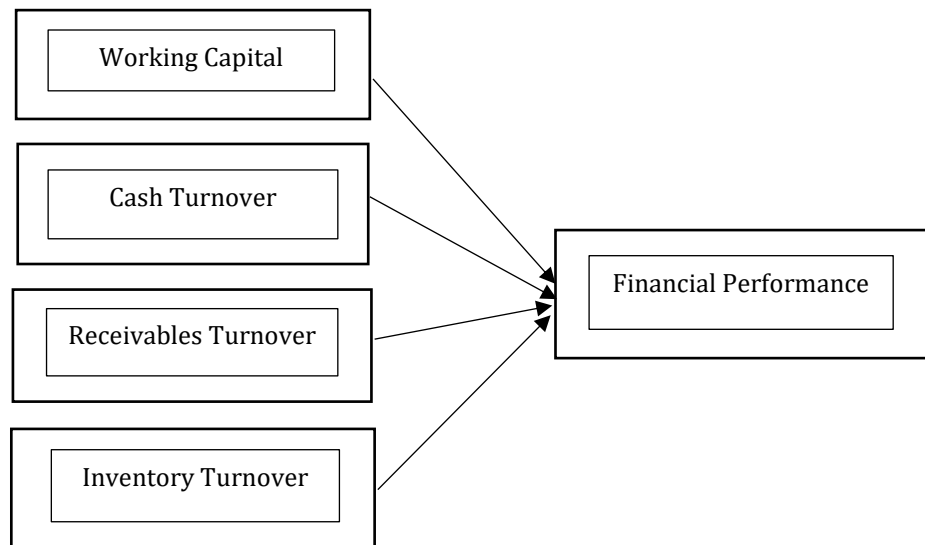 Working Capital
Cash Turnover
Receivables Turnover
Inventory Turnover
Financial Performance